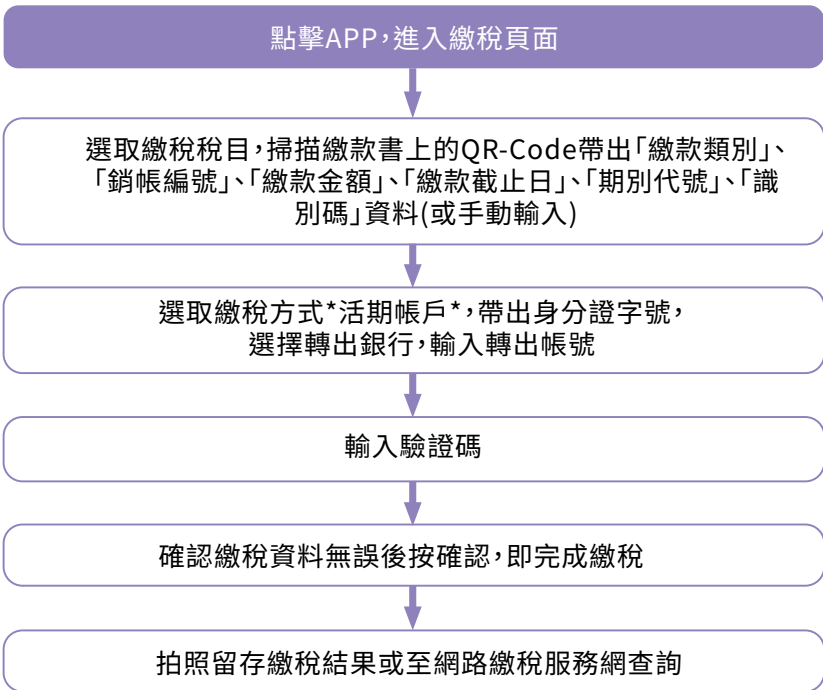 點擊APP,進入繳稅頁面
選取繳稅稅目,掃描繳款書上的QR-Code帶出「繳款類別」、
「銷帳編號」、「繳款金額」、「繳款截止日」、「期別代號」、「識
別碼」資料(或手動輸入)
選取繳稅方式*活期帳戶*,帶出身分證字號,
選擇轉出銀行,輸入轉出帳號
輸入驗證碼
確認繳稅資料無誤後按確認,即完成繳稅
拍照留存繳稅結果或至網路繳稅服務網查詢